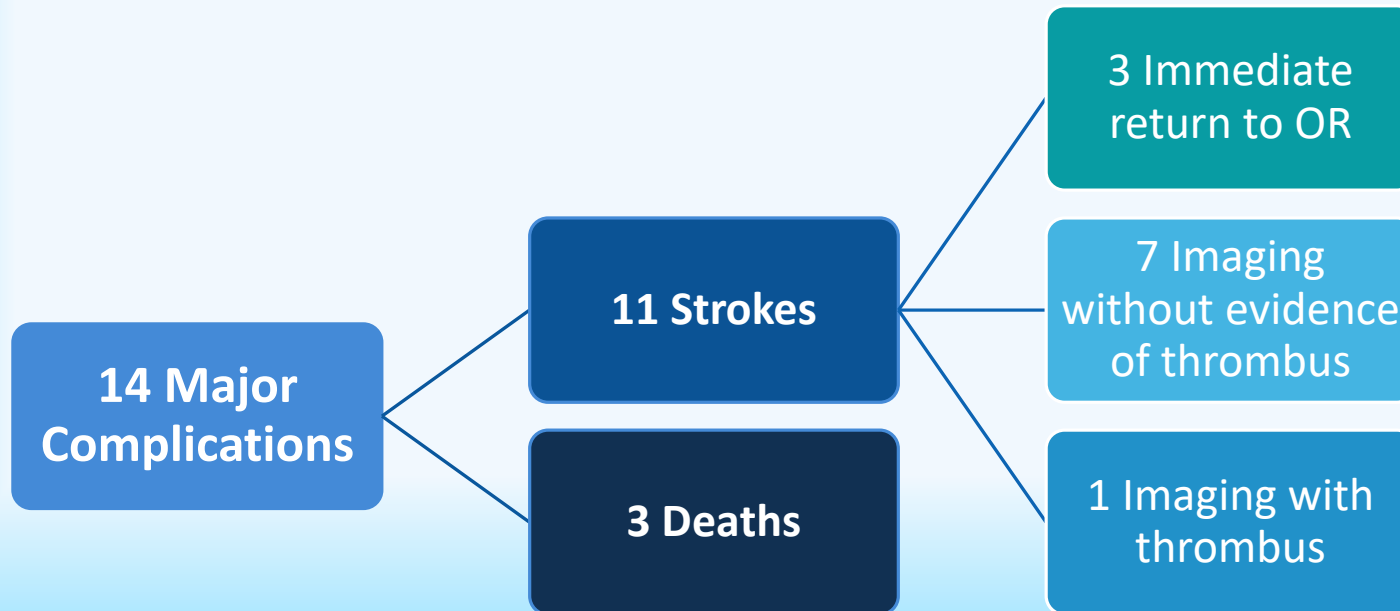 14 Major
Complications
11 Strokes
3 Deaths
3 Immediate
return to OR
7 Imaging
without evidence
of thrombus
1 Imaging with
thrombus